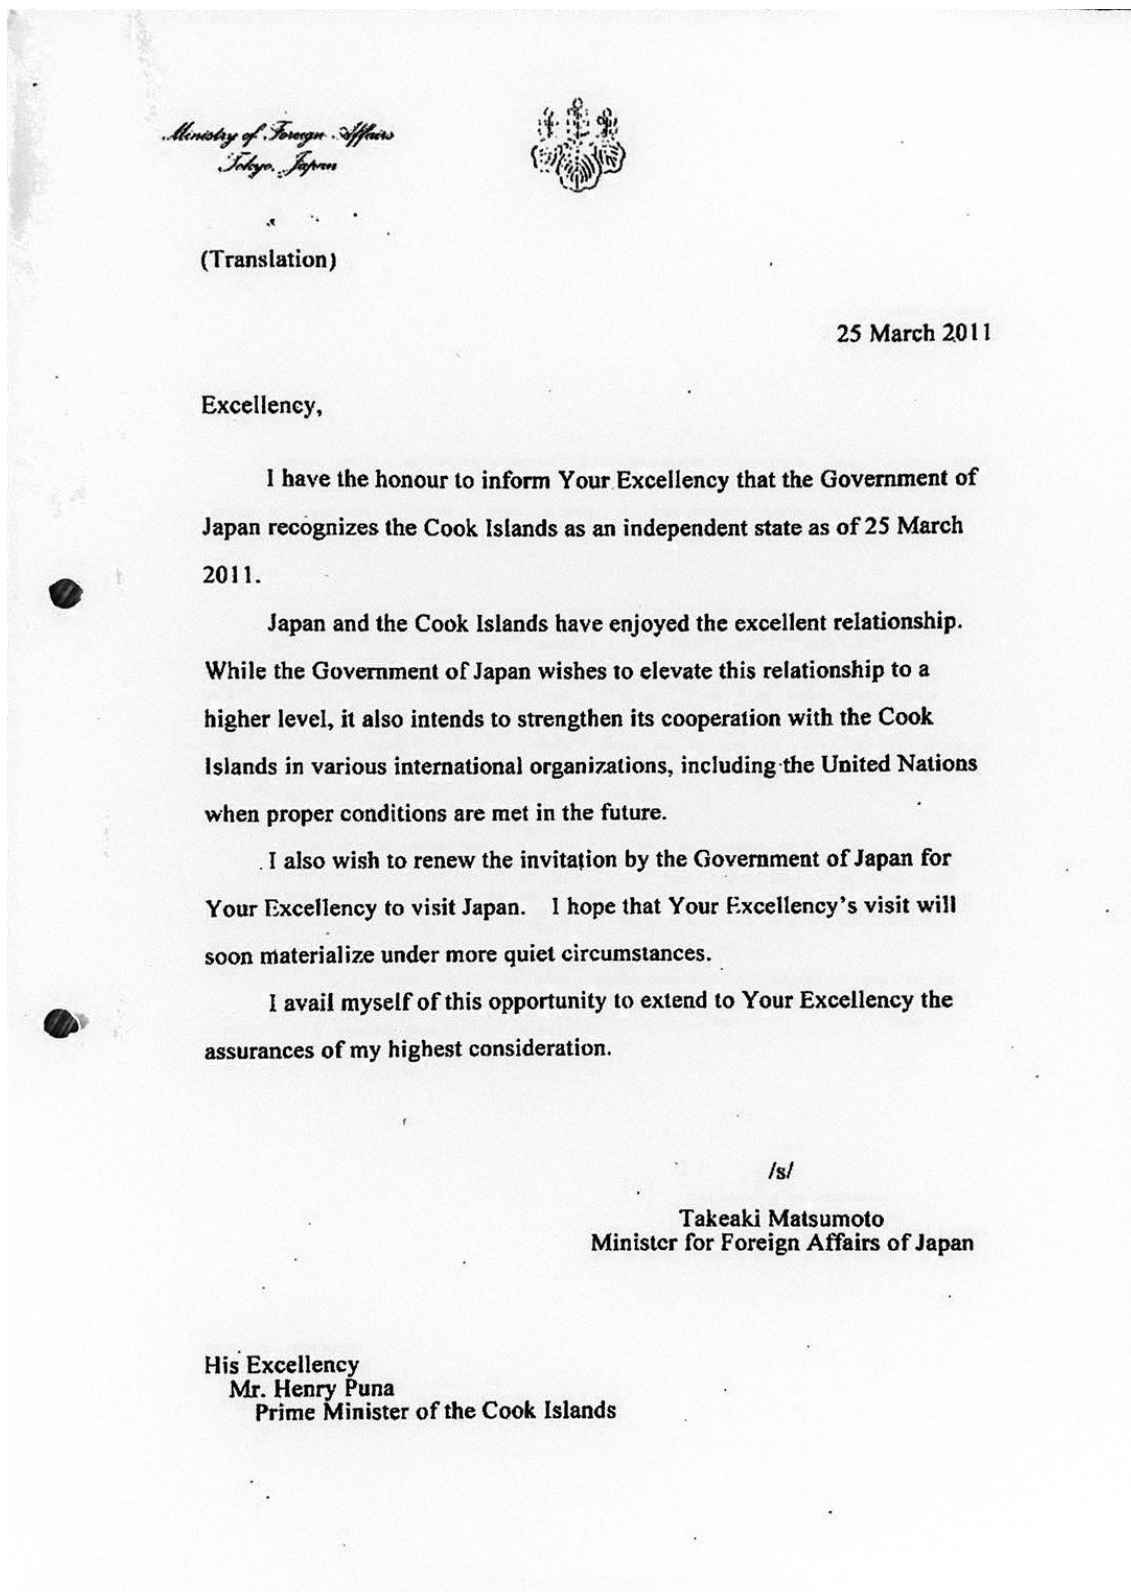 Ministry of Foreign Affairs
Tokyo, Japan
(Translation)
25 March 2011
Excellency,
I have the honour to inform Your Excellency that the Government of
Japan recognizes the Cook Islands as an independent state as of 25 March
2011.
Japan and the Cook Islands have enjoyed the excellent relationship.
While the Government of Japan wishes to elevate this relationship to a
higher level, it also intends to strengthen its cooperation with the Cook
Islands in various international organizations, including the United Nations
when proper conditions are met in the future.
I also wish to renew the invitation by the Government of Japan for
Your Excellency to visit Japan. I hope that Your Excellency's visit will
soon materialize under more quiet circumstances.
I avail myself of this opportunity to extend to Your Excellency the
assurances of my highest consideration.
/s/
Takeaki Matsumoto
Minister for Foreign Affairs of Japan
His Excellency
Mr. Henry Puna
Prime Minister of the Cook Islands